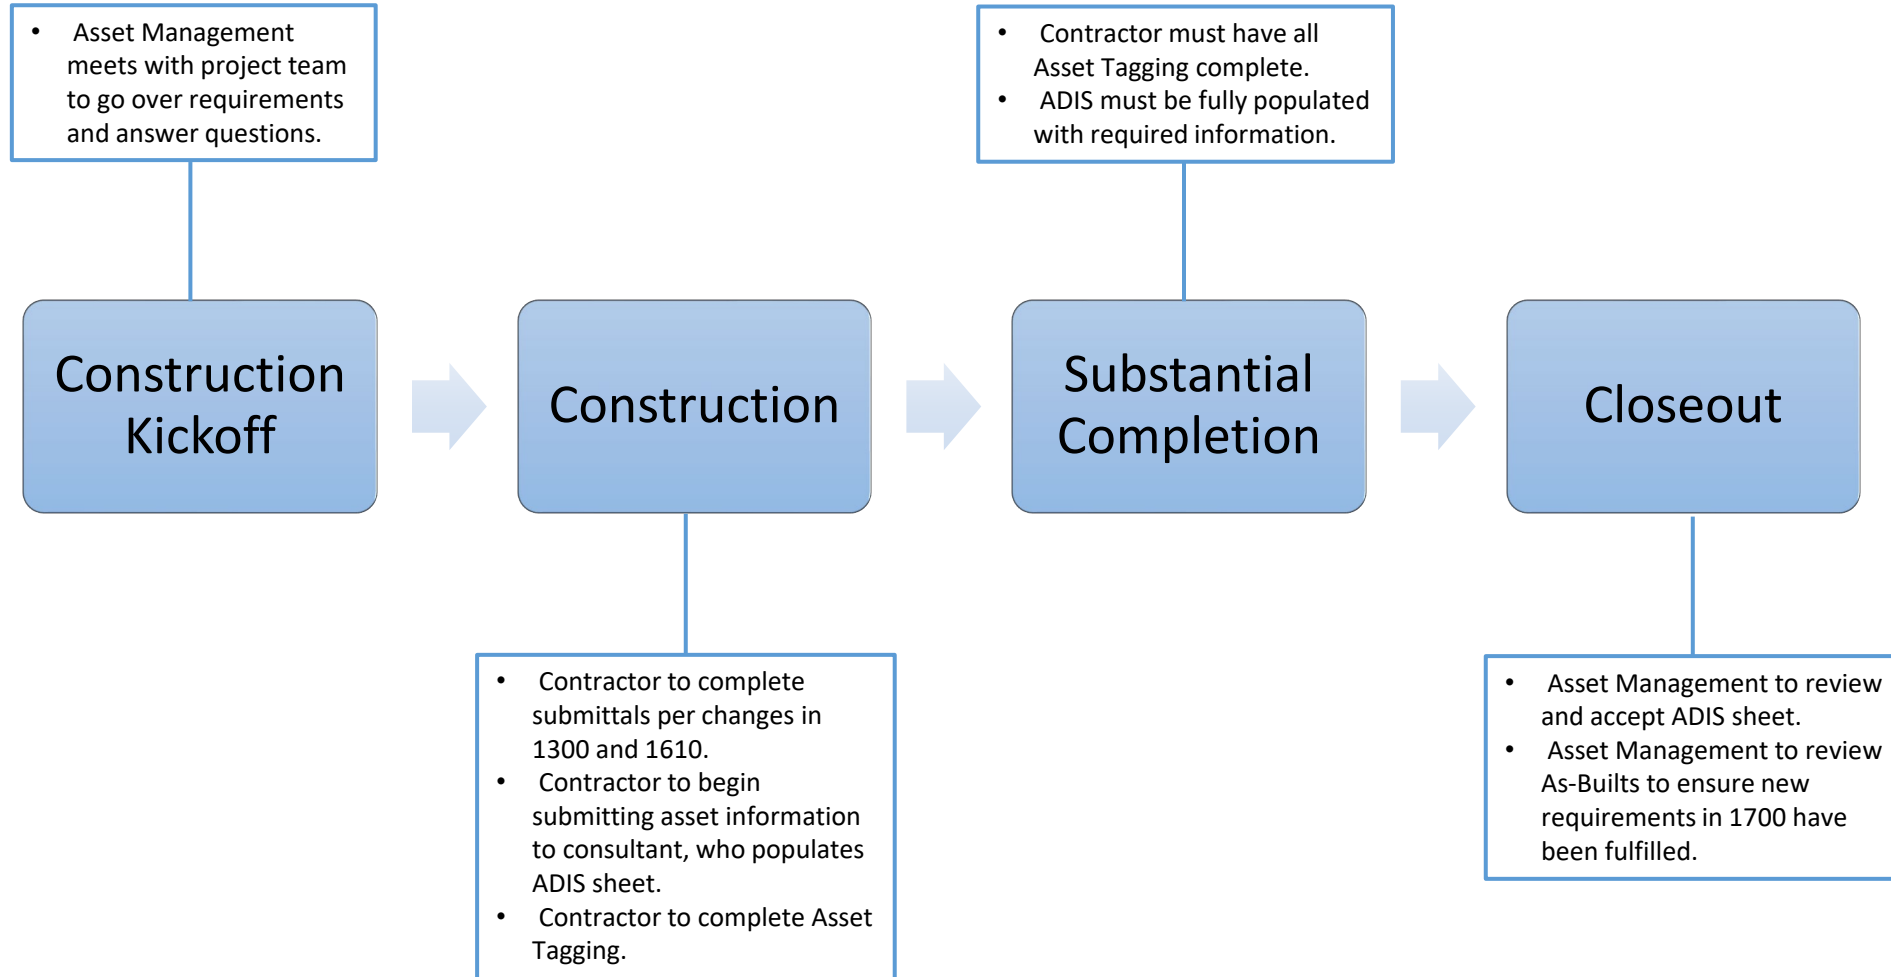 • Asset Management
meets with project team
to go over requirements
and answer questions.
• Contractor must have all
Asset Tagging complete.
• ADIS must be fully populated
with required information.
Construction
Kickoff
Construction
Substantial
Completion
Closeout
• Contractor to complete
submittals per changes in
1300 and 1610.
• Contractor to begin
submitting asset information
to consultant, who populates
ADIS sheet.
• Contractor to complete Asset
Tagging.
• Asset Management to review
and accept ADIS sheet.
• Asset Management to review
As-Builts to ensure new
requirements in 1700 have
been fulfilled.